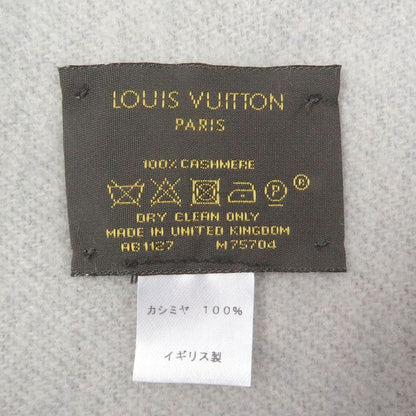 LOUIS VUITTON
PARIS
100% CASHMERE
P ®
DRY CLEAN ONLY
MADE IN UNITED KINGDOM
AB1127 M75704
カシミヤ 100%
イギリス製